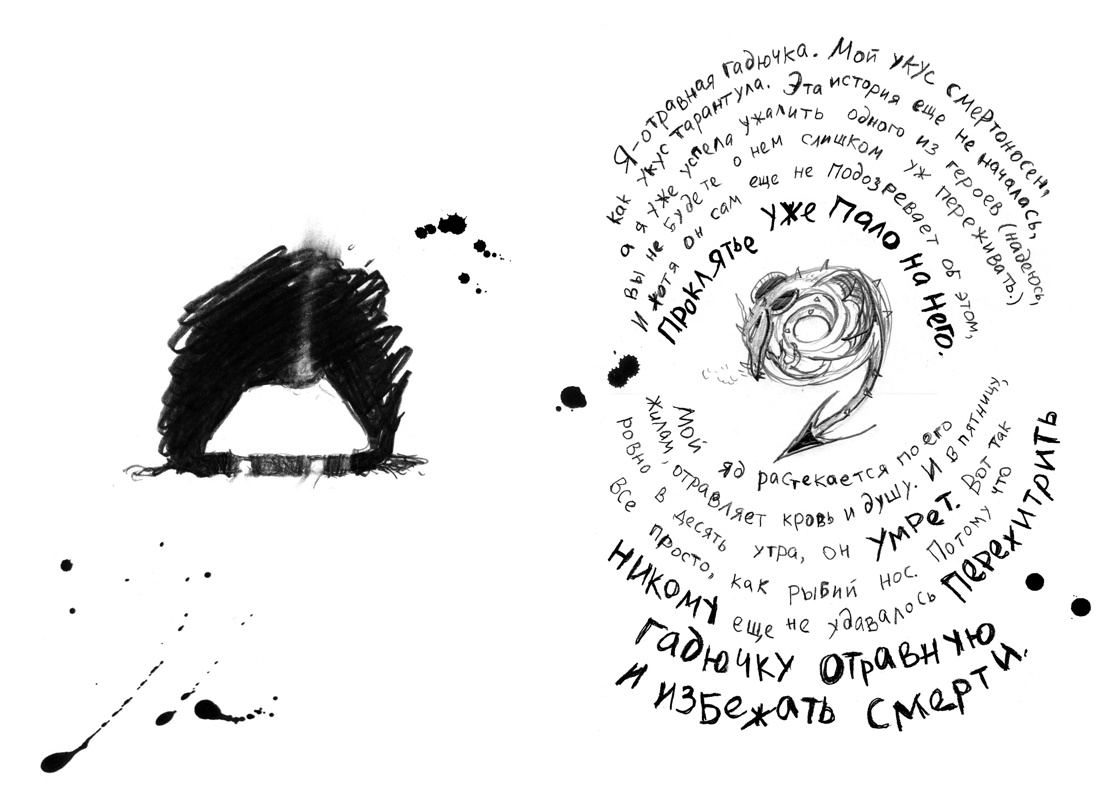 Я-отравная гадючка. Мой укус смертоносен,
как укус тарантула. Эта история еще не началась,
а я уже успела ужалить одного из героев (надеюсь,
вы не будете о нем слишком уж переживать.)
И хотя он сам еще не подозревает об этом,
проклятье уже пало на него.
Мой яд растекается по его
жилам, отравляет кровь и душу. И в пятницу,
ровно в десять утра, он умрет. Вот так
все просто, как рыбий нос. Потому что
никому еще не удавалось перехитрить
гадючку отравную
и избежать смерти.